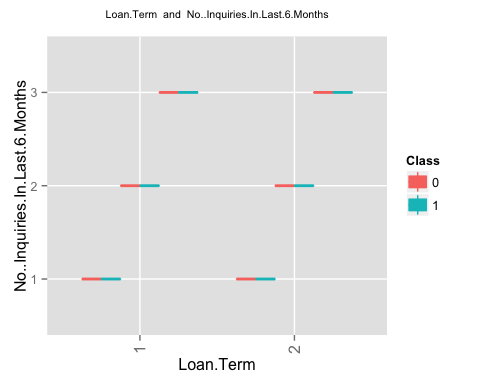 Loan.Term and No..Inquiries.In.Last.6.Months
No..Inquiries.In.Last.6.Months
3
2
1
1
2
Loan.Term
Class
0
1